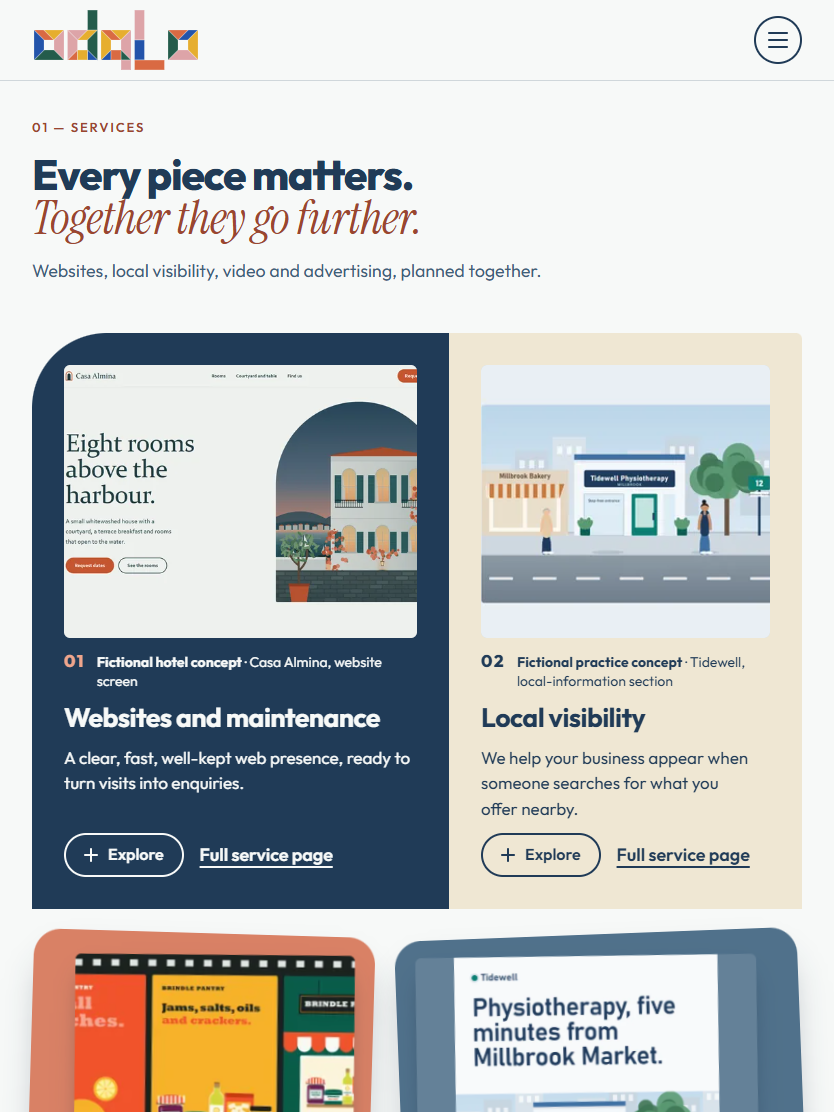 odalo
01 — SERVICES
Every piece matters.
Together they go further.
Websites, local visibility, video and advertising, planned together.
Casa Almina
Rooms Courtyard and table Find us
Eight rooms
above the
harbour.
A small whitewashed house with a
courtyard, a terrace breakfast and rooms
that open to the water.
Request dates See the rooms
Millbrook Bakery
Tidewell Physiotherapy
12
01 Fictional hotel concept · Casa Almina, website
screen
Websites and maintenance
A clear, fast, well-kept web presence, ready to
turn visits into enquiries.
+ Explore Full service page
02 Fictional practice concept · Tidewell,
local-information section
Local visibility
We help your business appear when
someone searches for what you
offer nearby.
+ Explore Full service page
BRINDLE PANTRY
Jams, salts, oils
and crackers.
Tidewell
Physiotherapy, five
minutes from
Millbrook Market.